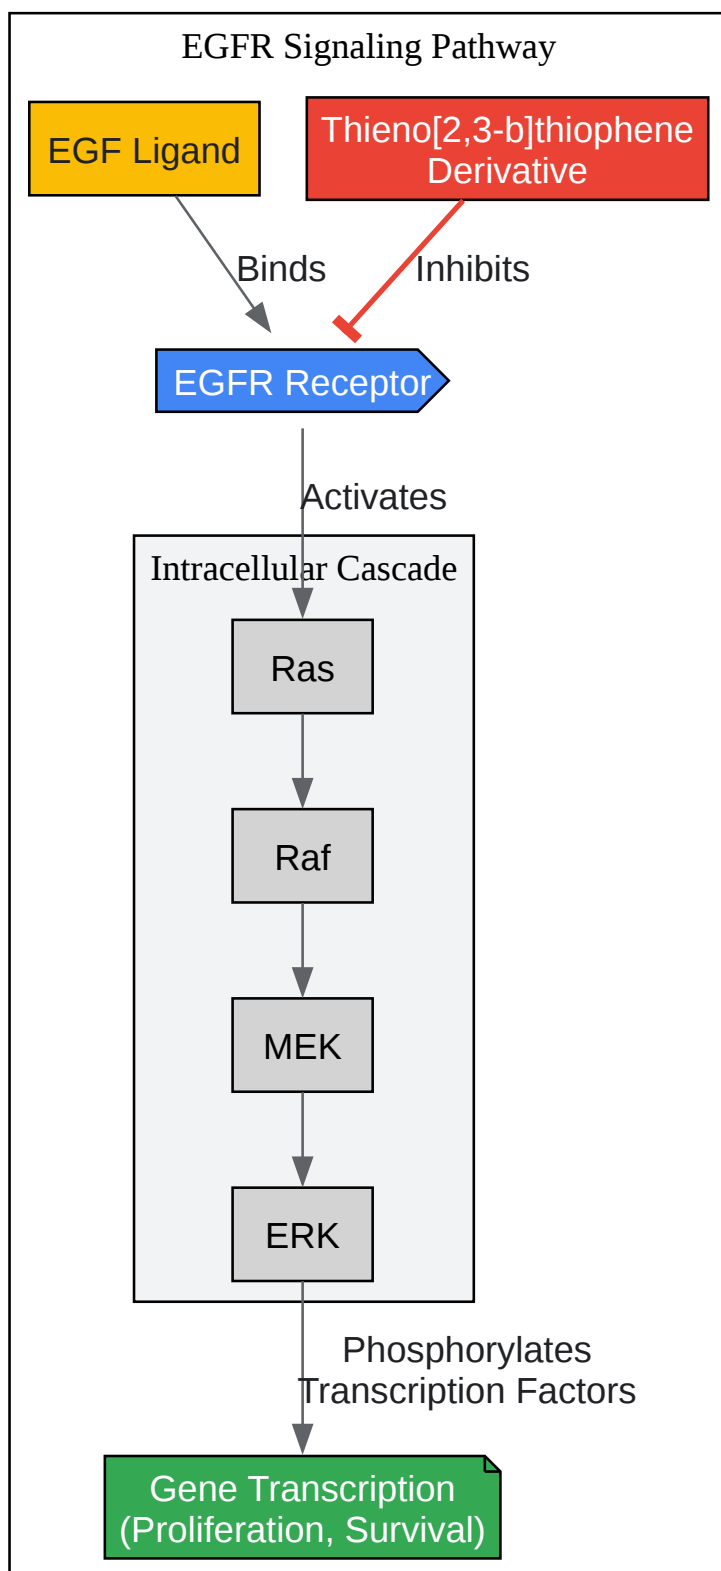 EGFR Signaling Pathway
EGF Ligand
Thieno[2,3-b]thiophene
Derivative
Binds
Inhibits
EGFR Receptor
Activates
Intracellular Cascade
Ras
Raf
MEK
ERK
Phosphorylates
Transcription Factors
Gene Transcription
(Proliferation, Survival)